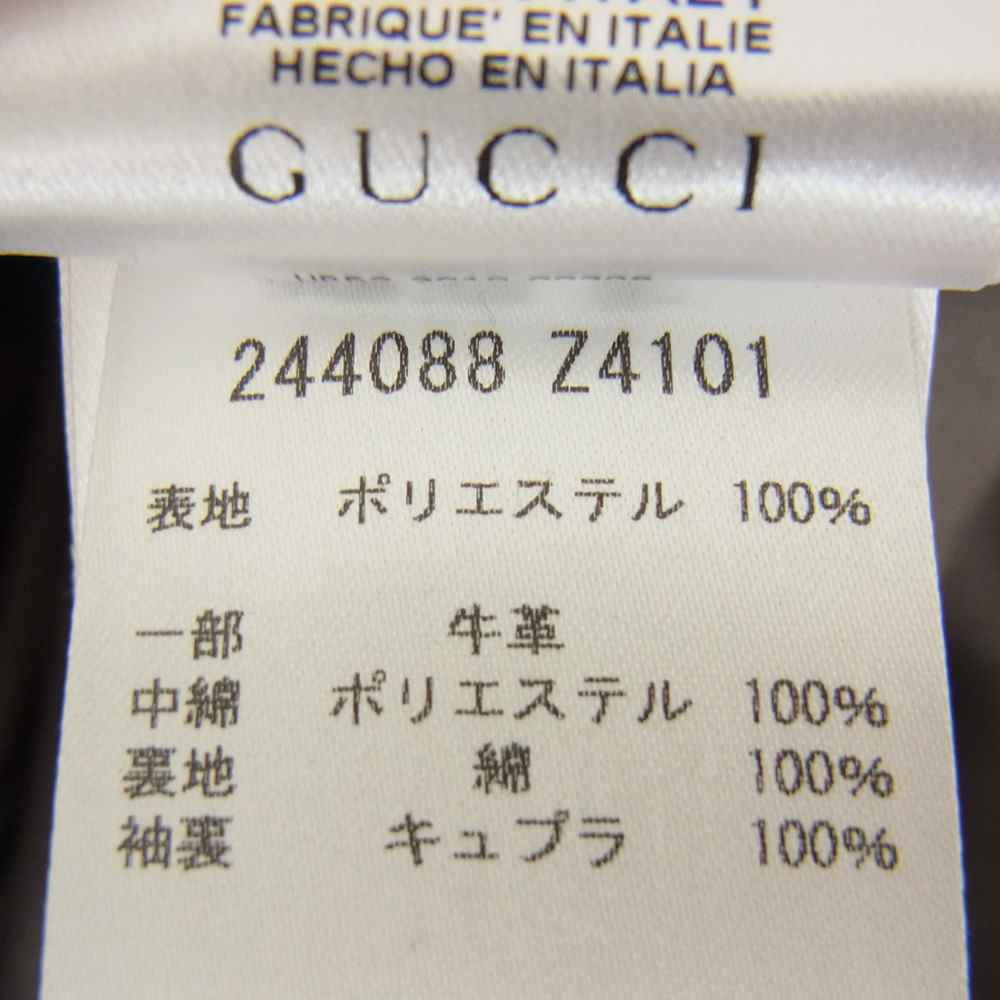 FABRIQUE' EN ITALIE
HECHO EN ITALIA
GUCCI
244088 Z4101
表地 ポリエステル 100%
一部 牛革
中綿 ポリエステル 100%
裏地 綿 100%
袖裏 キュプラ 100%